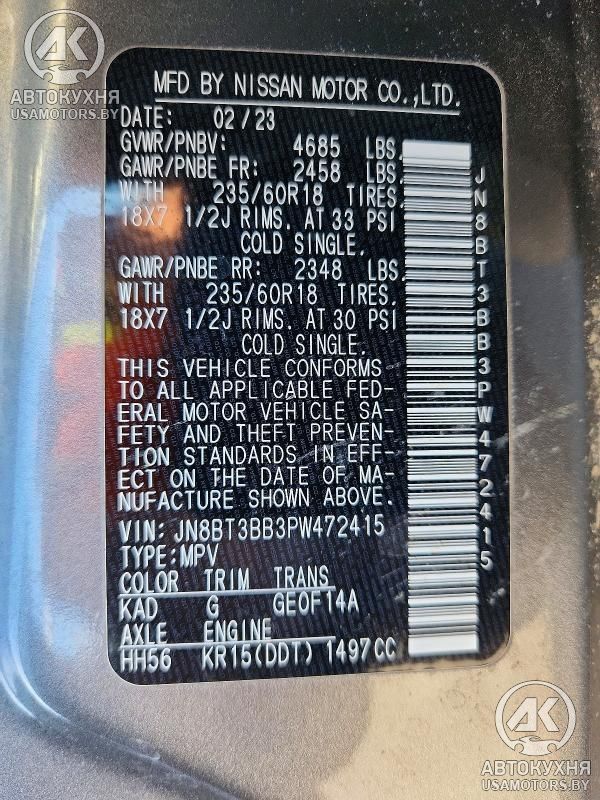 АК
АВТОКУХНЯ
USAMOTORS.BY
MFD BY NISSAN MOTOR CO.,LTD.
DATE: 02/23
GVWR/PNBV: 4685 LBS.
GAWR/PNBE FR: 2458 LBS.
WITH 235/60R18 TIRES.
18X7 1/2J RIMS. AT 33 PSI
COLD SINGLE.
GAWR/PNBE RR: 2348 LBS.
WITH 235/60R18 TIRES.
18X7 1/2J RIMS. AT 30 PSI
COLD SINGLE.
THIS VEHICLE CONFORMS
TO ALL APPLICABLE FED-
ERAL MOTOR VEHICLE SA-
FETY AND THEFT PREVEN-
TION STANDARDS IN EFF-
ECT ON THE DATE OF MA-
NUFACTURE SHOWN ABOVE.
VIN: JN8BT3BB3PW472415
TYPE:MPV
COLOR TRIM TRANS
KAD G GE0F14A
AXLE ENGINE
HH56 KR15(DDT) 1497CC
JN8BT3BB3PW472415
АК
АВТОКУХНЯ
USAMOTORS.BY